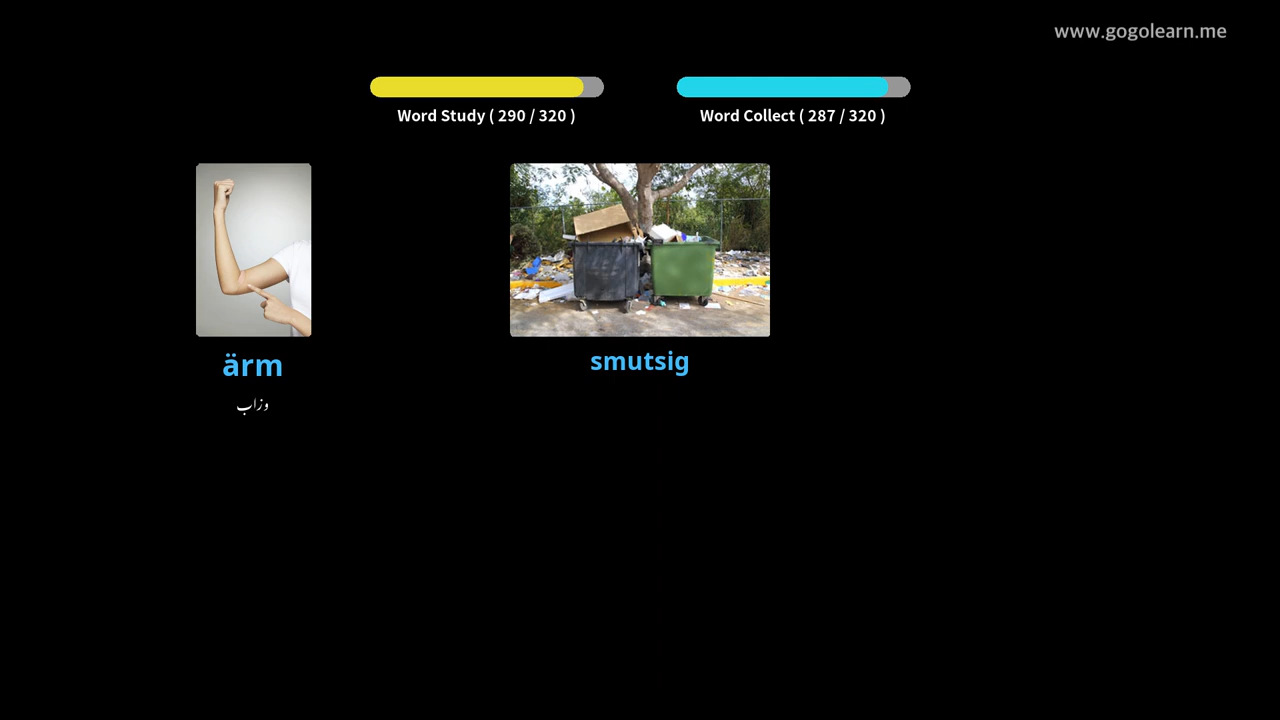 www.gogolearn.me
Word Study ( 290 / 320 )
Word Collect ( 287 / 320 )
ärm
وزاب
smutsig